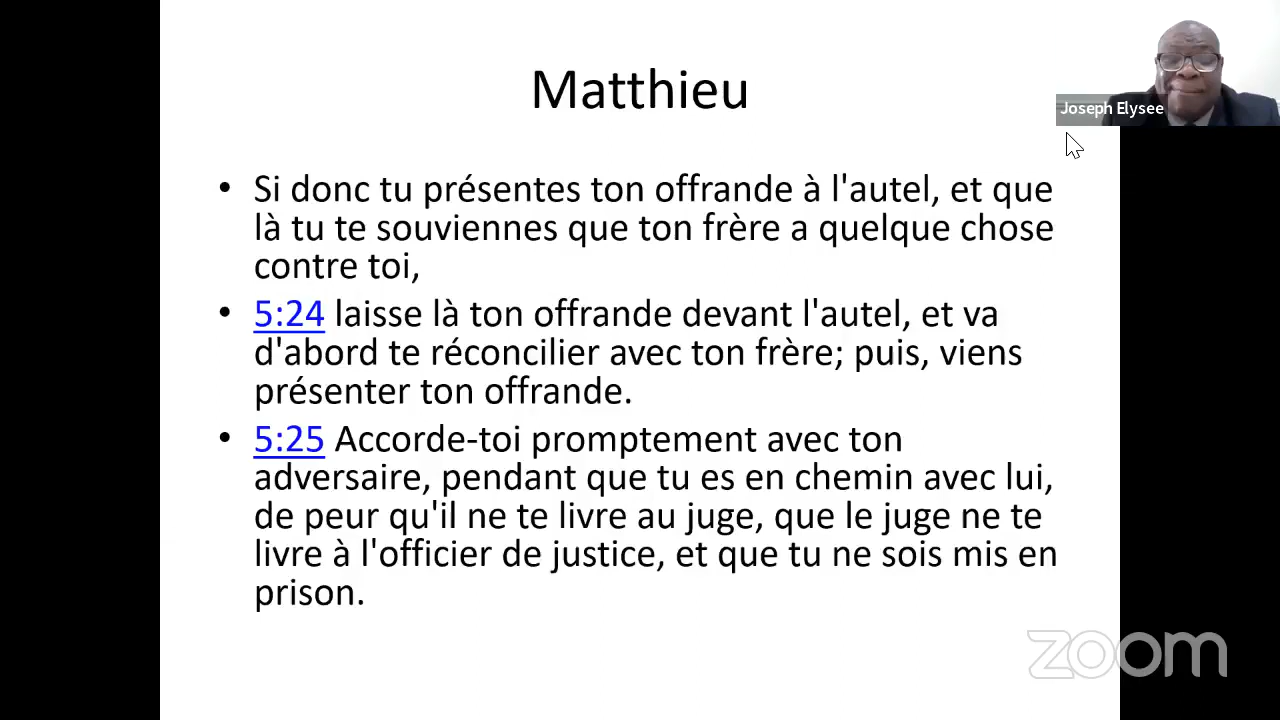 Matthieu
Joseph Elysee
• Si donc tu présentes ton offrande à l'autel, et que
là tu te souviennes que ton frère a quelque chose
contre toi,
• 5:24 laisse là ton offrande devant l'autel, et va
d'abord te réconcilier avec ton frère; puis, viens
présenter ton offrande.
• 5:25 Accorde-toi promptement avec ton
adversaire, pendant que tu es en chemin avec lui,
de peur qu'il ne te livre au juge, que le juge ne te
livre à l'officier de justice, et que tu ne sois mis en
prison.
zoom